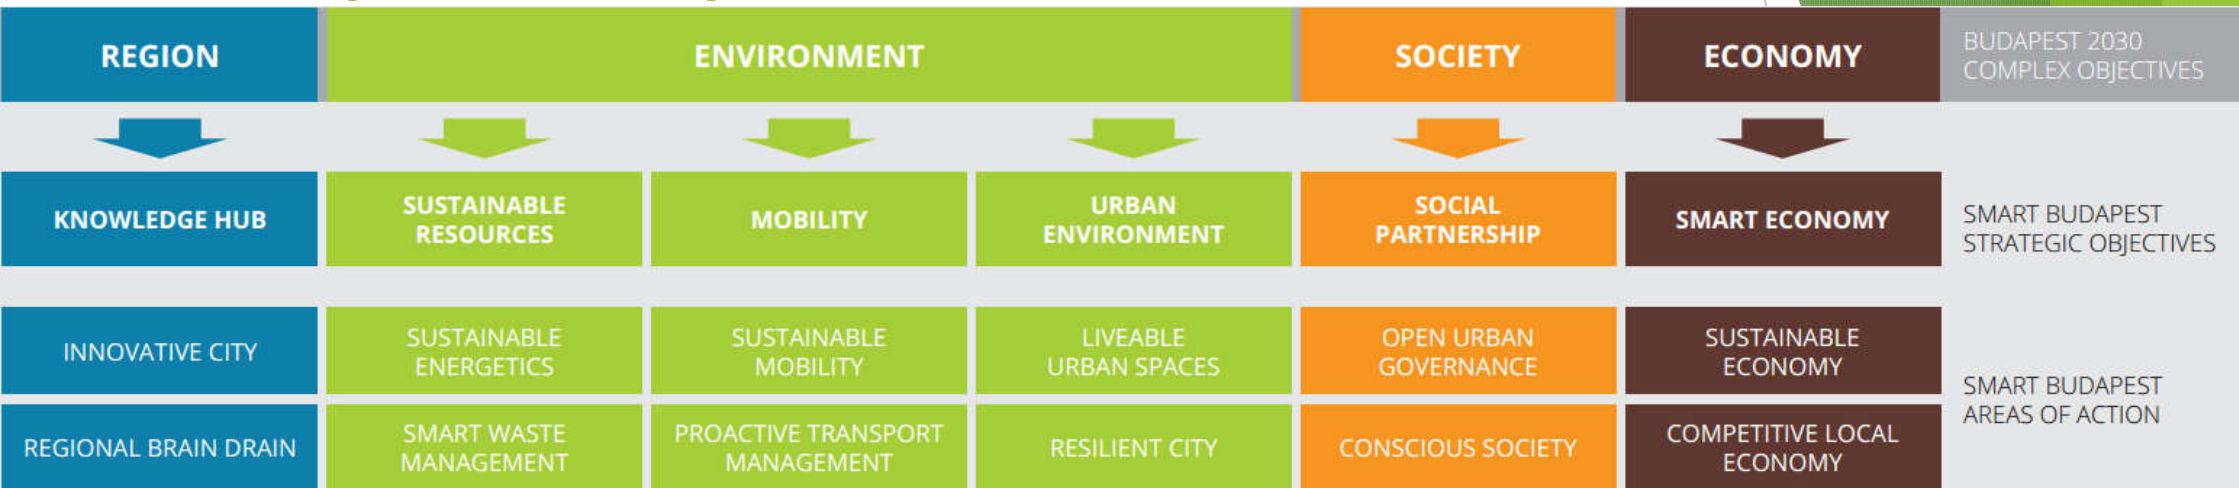 REGION
ENVIRONMENT
SOCIETY
ECONOMY
BUDAPEST 2030
COMPLEX OBJECTIVES
KNOWLEDGE HUB
SUSTAINABLE
RESOURCES
MOBILITY
URBAN
ENVIRONMENT
SOCIAL
PARTNERSHIP
SMART ECONOMY
SMART BUDAPEST
STRATEGIC OBJECTIVES
INNOVATIVE CITY
SUSTAINABLE
ENERGETICS
SUSTAINABLE
MOBILITY
LIVEABLE
URBAN SPACES
OPEN URBAN
GOVERNANCE
SUSTAINABLE
ECONOMY
SMART BUDAPEST
AREAS OF ACTION
REGIONAL BRAIN DRAIN
SMART WASTE
MANAGEMENT
PROACTIVE TRANSPORT
MANAGEMENT
RESILIENT CITY
CONSCIOUS SOCIETY
COMPETITIVE LOCAL
ECONOMY